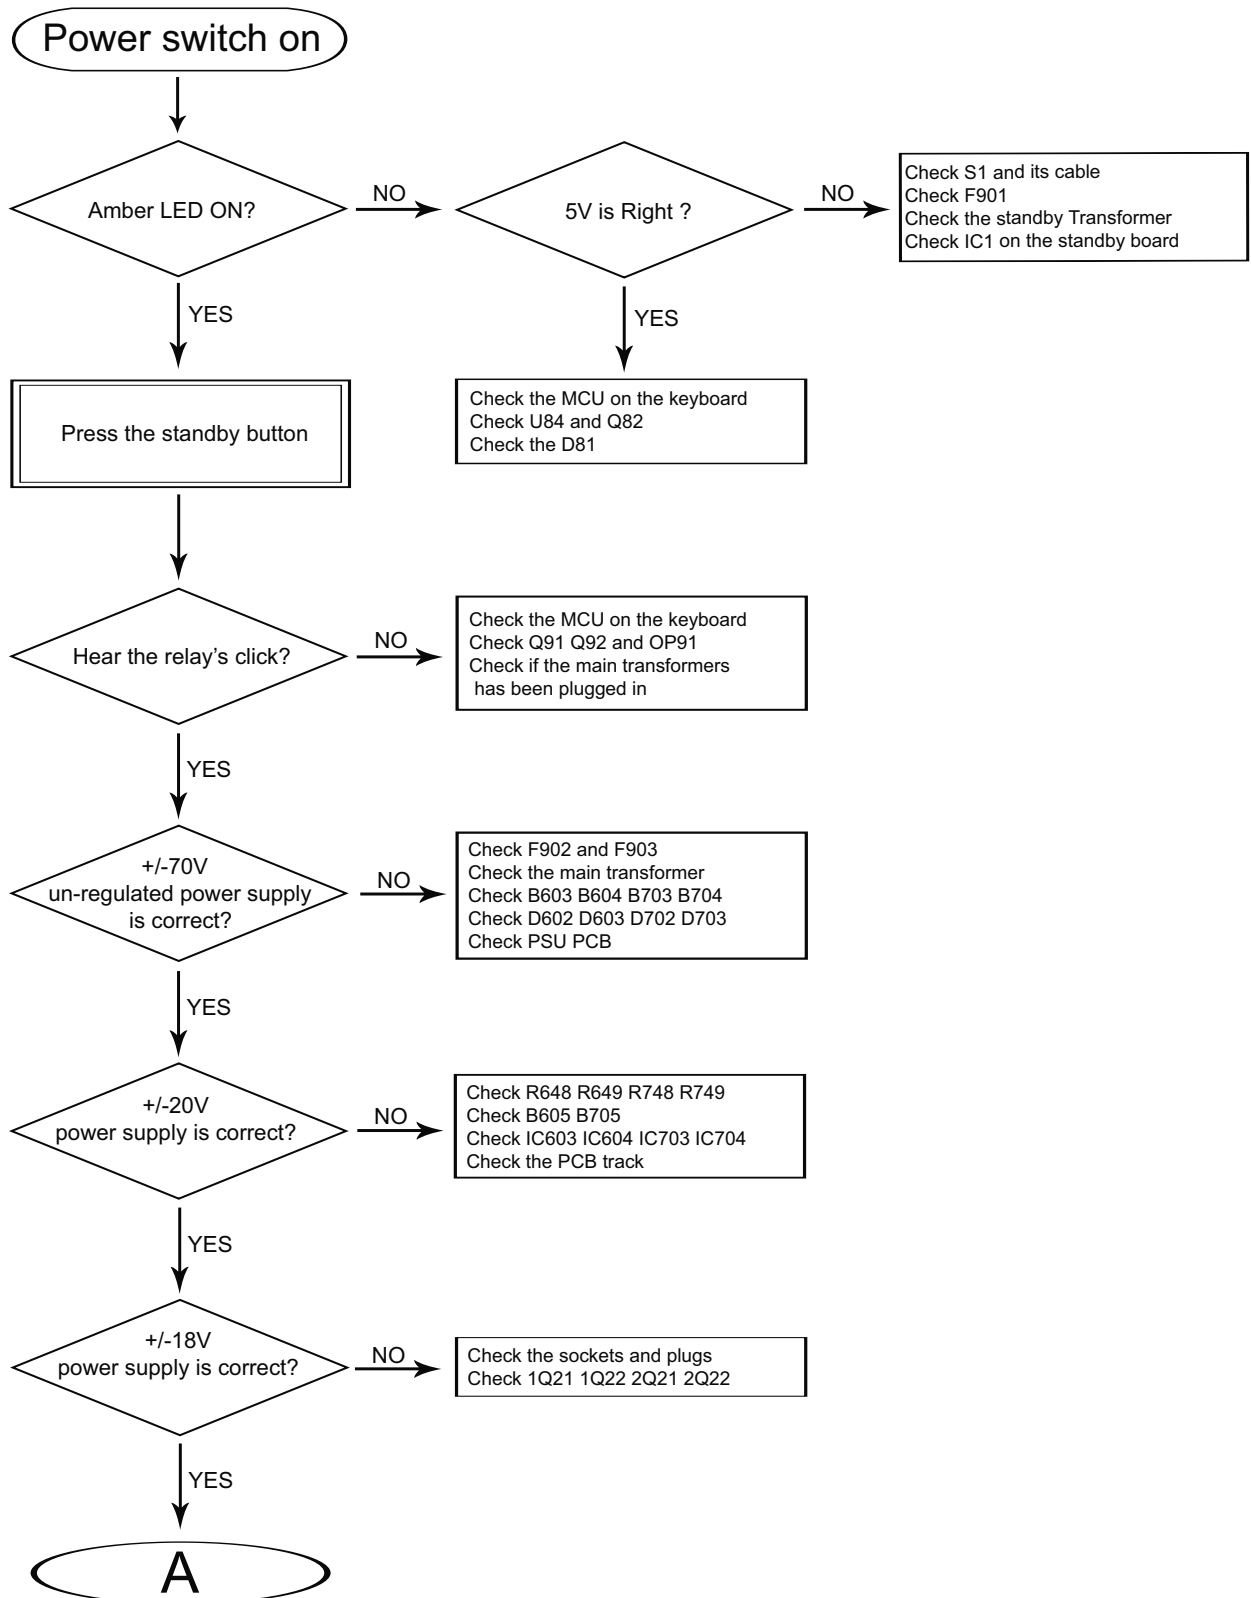 Power switch on
Amber LED ON?
NO
5V is Right ?
NO
Check S1 and its cable
Check F901
Check the standby Transformer
Check IC1 on the standby board
YES
YES
Press the standby button
Check the MCU on the keyboard
Check U84 and Q82
Check the D81
Hear the relay’s click?
NO
Check the MCU on the keyboard
Check Q91 Q92 and OP91
Check if the main transformers
has been plugged in
YES
+/-70V
un-regulated power supply
is correct?
NO
Check F902 and F903
Check the main transformer
Check B603 B604 B703 B704
Check D602 D603 D702 D703
Check PSU PCB
YES
+/-20V
power supply is correct?
NO
Check R648 R649 R748 R749
Check B605 B705
Check IC603 IC604 IC703 IC704
Check the PCB track
YES
+/-18V
power supply is correct?
NO
Check the sockets and plugs
Check 1Q21 1Q22 2Q21 2Q22
YES
A